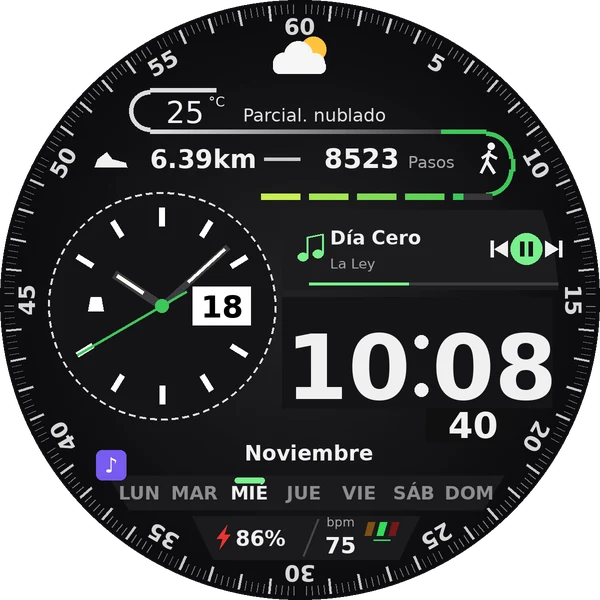 60
55
5
25 °C Parcial. nublado
50
6.39km 8523 Pasos
10
Día Cero
La Ley
45
18
15
10:08
40
40
20
Noviembre
LUN MAR MIE JUE VIE SÁB DOM
35
86%
bpm
75
25
30